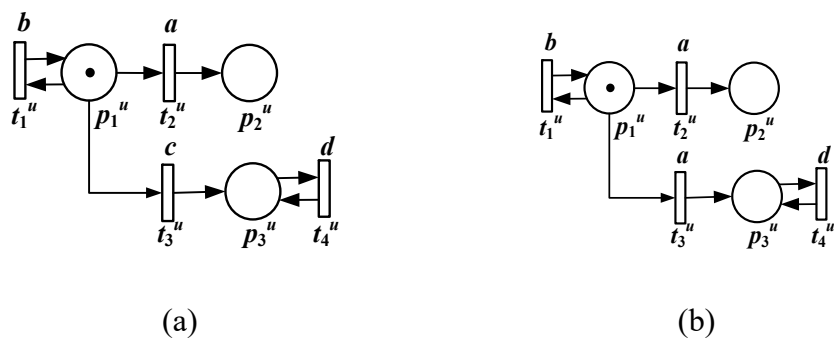 b a
t₁ᵘ p₁ᵘ t₂ᵘ p₂ᵘ
c d
t₃ᵘ p₃ᵘ t₄ᵘ
(a)
b a
t₁ᵘ p₁ᵘ t₂ᵘ p₂ᵘ
a d
t₃ᵘ p₃ᵘ t₄ᵘ
(b)